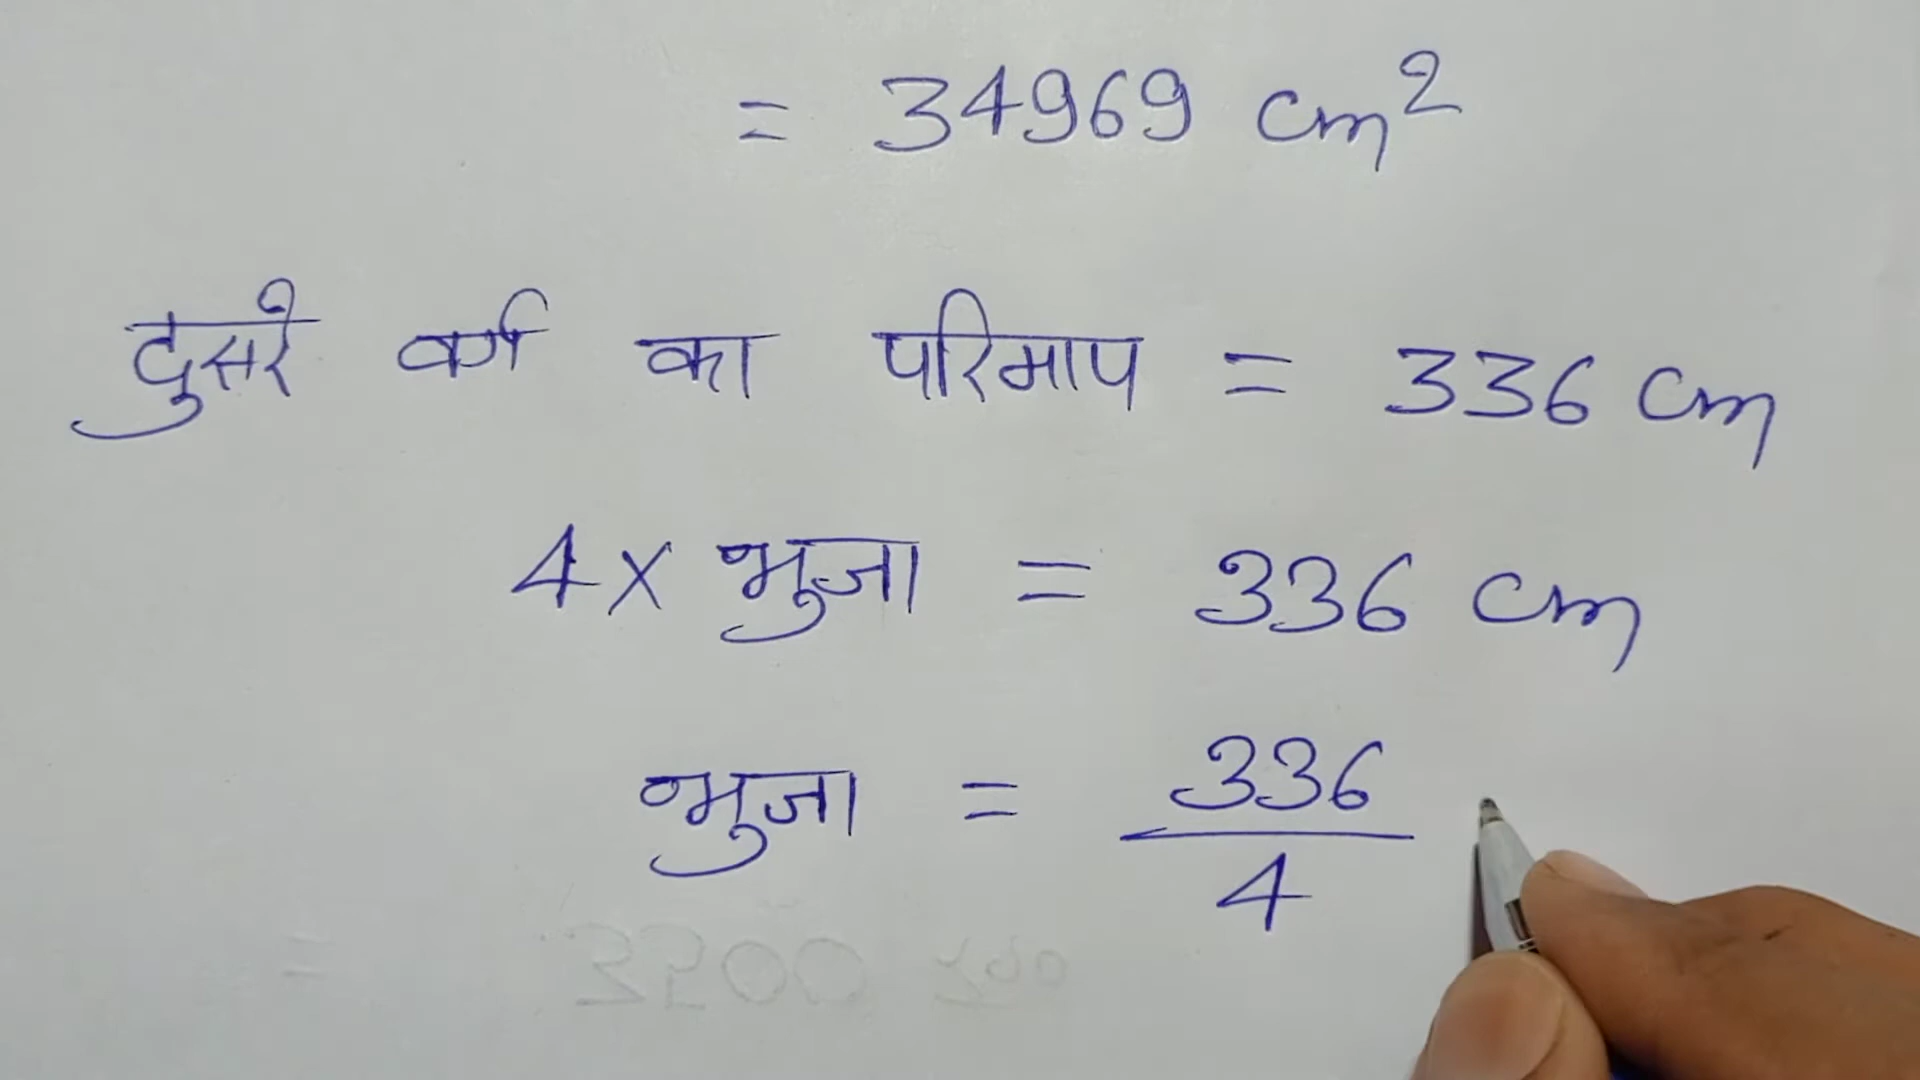 = 34969 cm²
दुसरे वर्ग का परिमाप = 336 cm
4 × भुजा = 336 cm
भुजा = 336/4